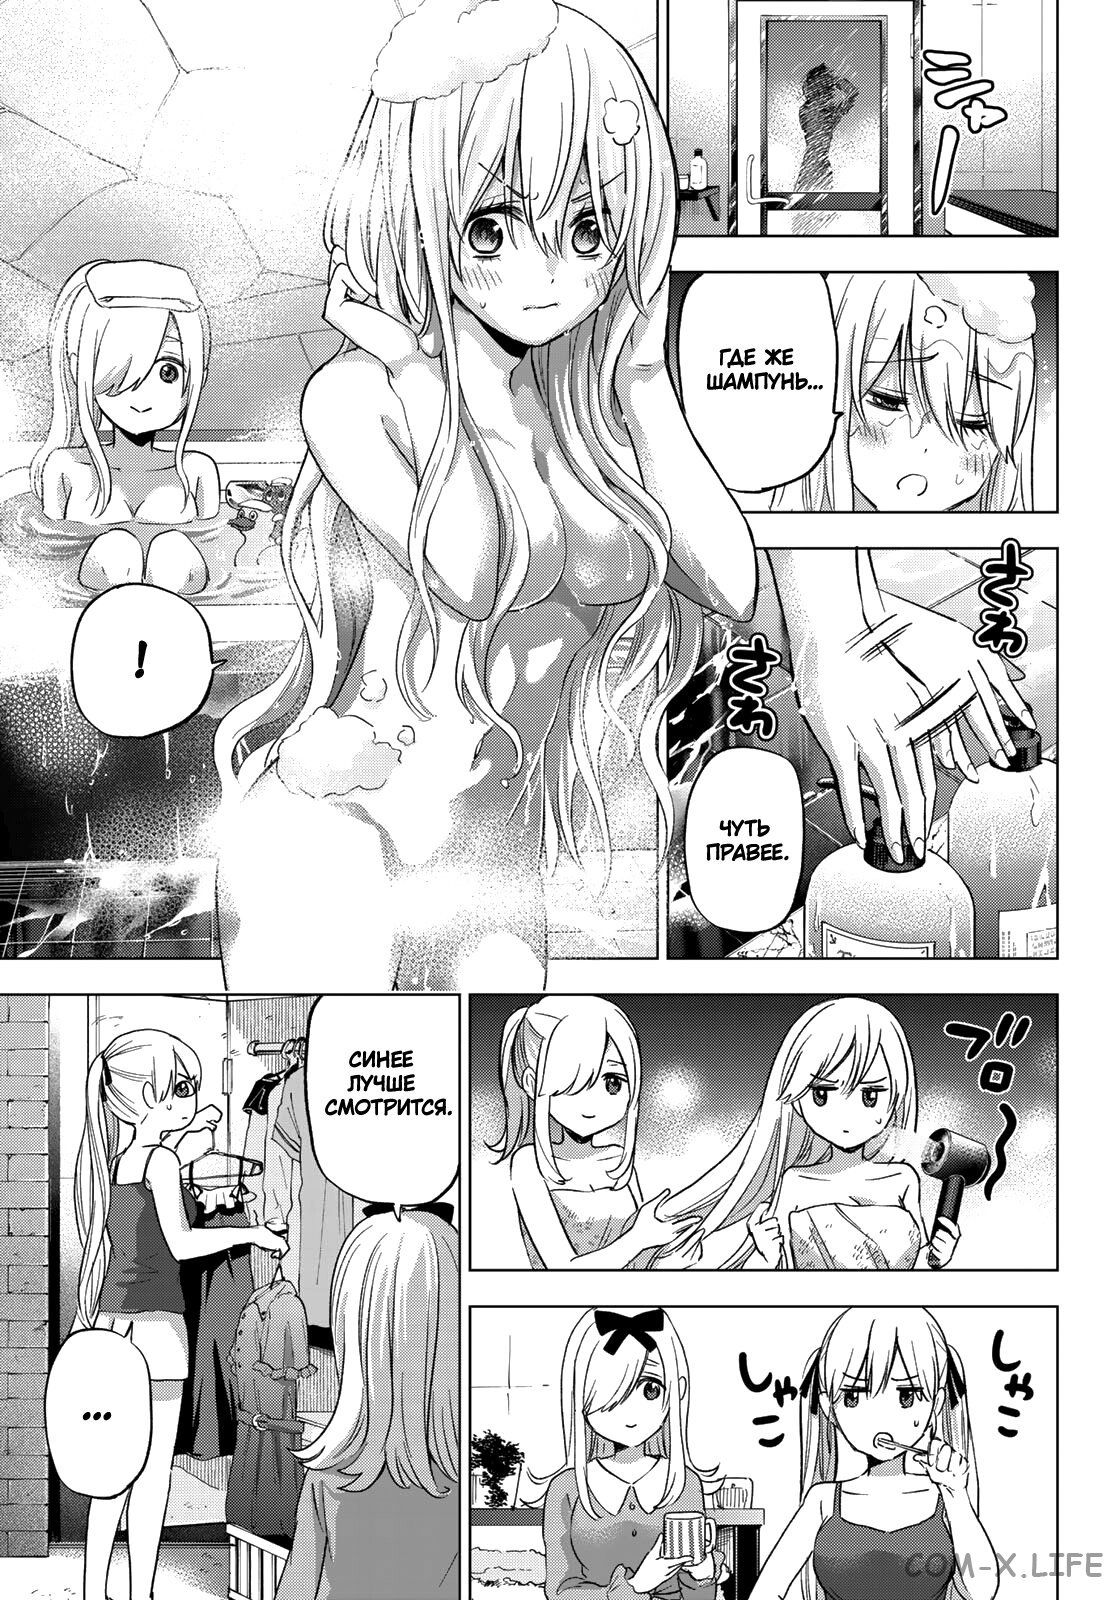 シャー
ГДЕ ЖЕ
ШАМПУНЬ...
さわ
さわ
ЧУТЬ
ПРАВЕЕ.
!
ブロ〜
СИНЕЕ
ЛУЧШЕ
СМОТРИТСЯ.
...
しゃこ
しゃこ
COM-X.LIFE